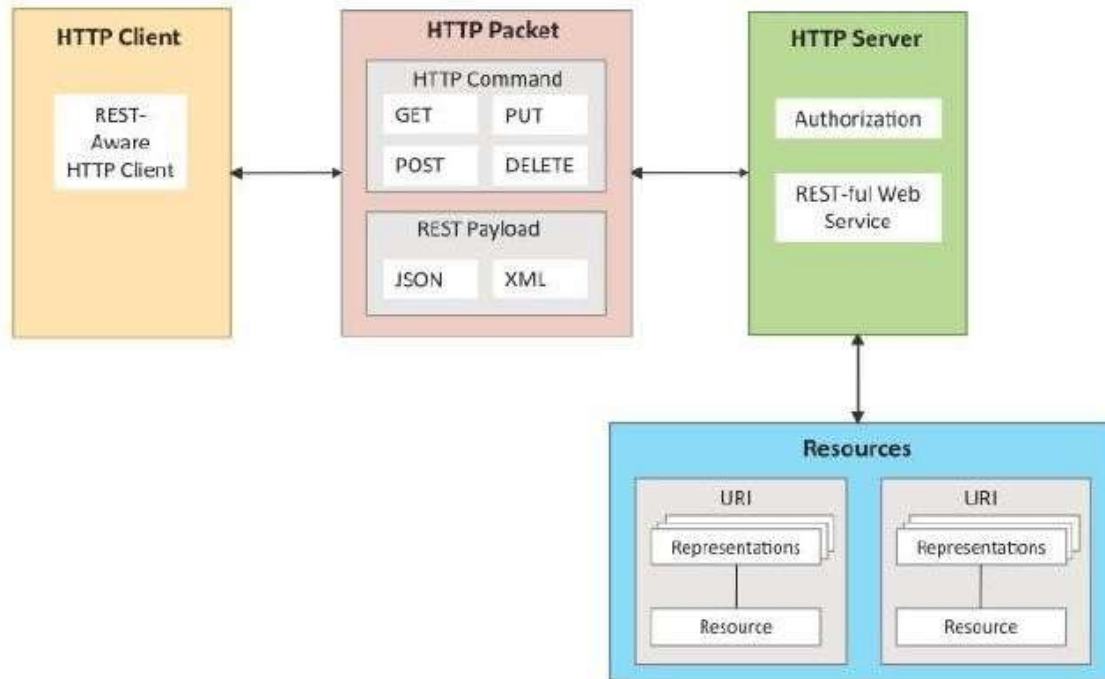 HTTP Client
REST-
Aware
HTTP Client
HTTP Packet
HTTP Command
GET
PUT
POST
DELETE
REST Payload
JSON
XML
HTTP Server
Authorization
REST-ful Web
Service
Resources
URI
Representations
Resource
URI
Representations
Resource